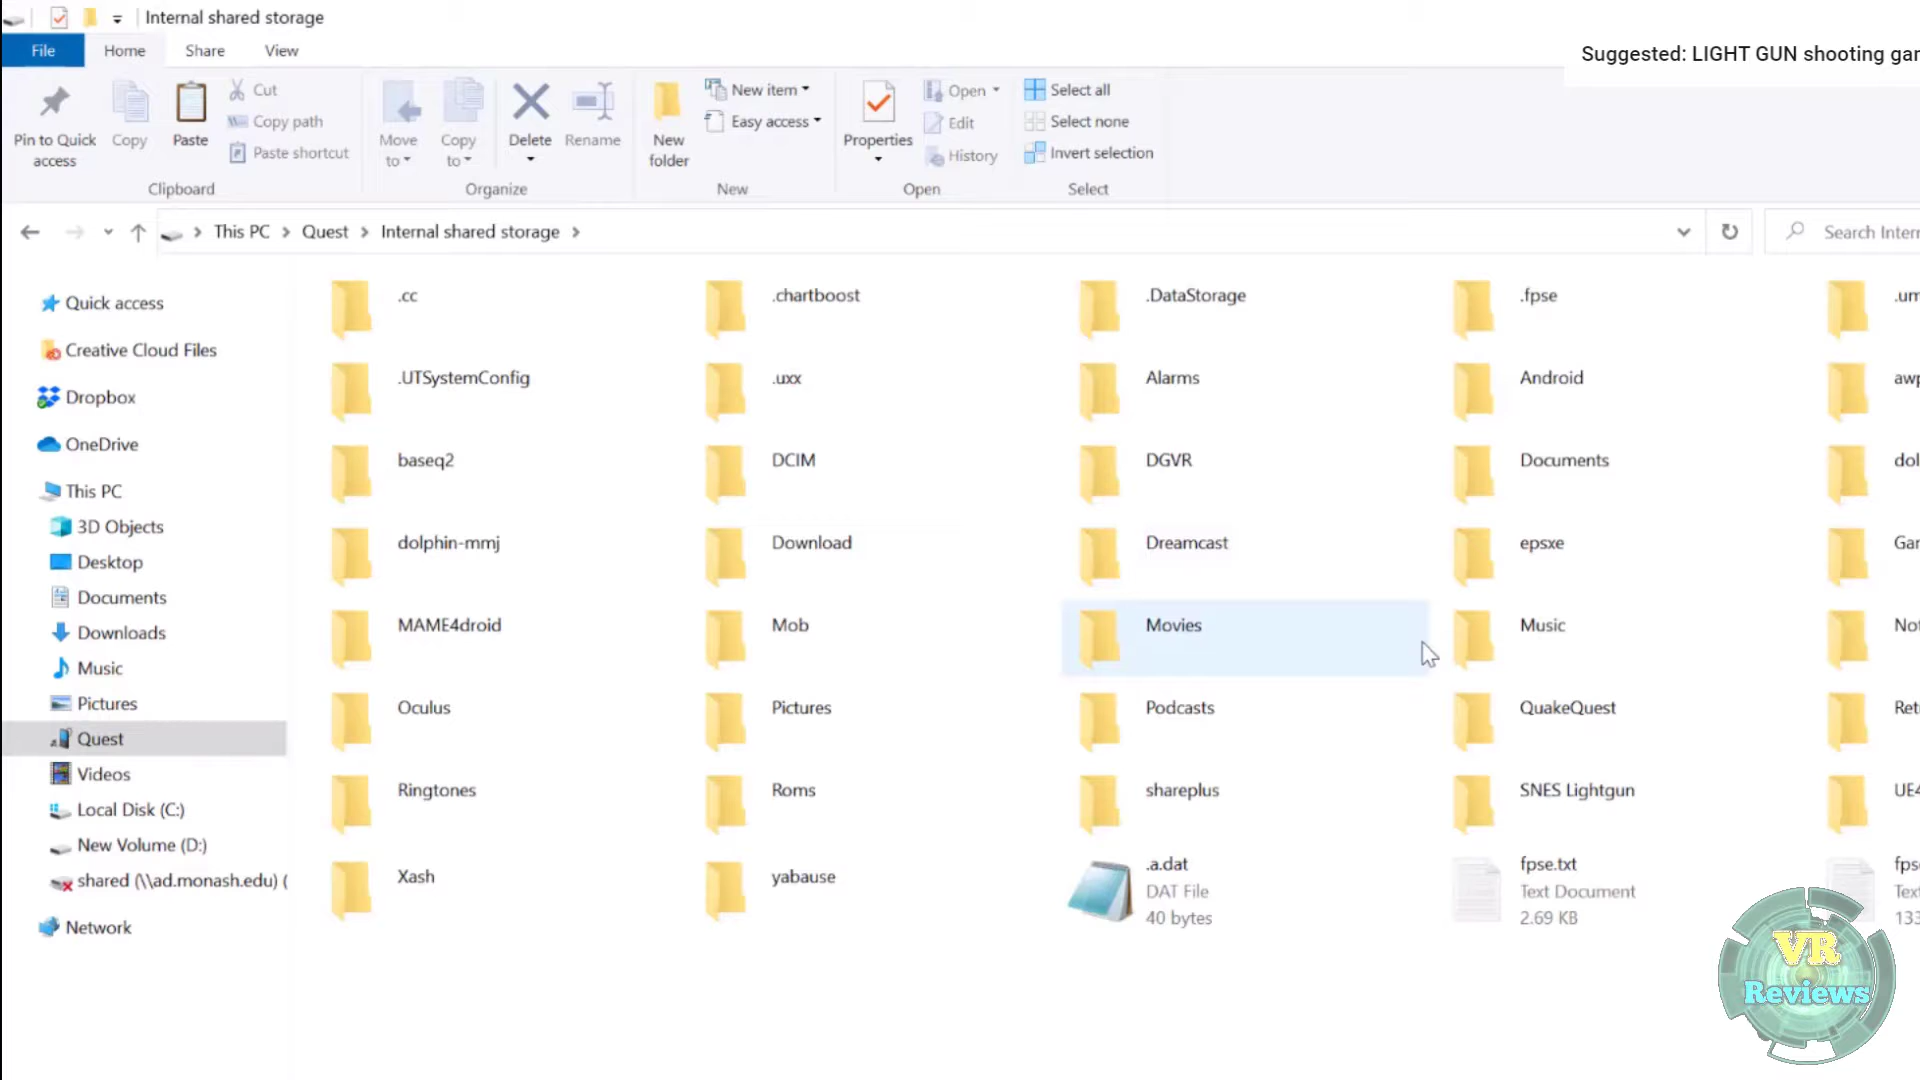 Internal shared storage
File Home Share View
Suggested: LIGHT GUN shooting
Pin to Quick access
Copy
Paste
Cut
Copy path
Paste shortcut
Clipboard
Move to
Copy to
Delete
Rename
Organize
New folder
New item
Easy access
New
Properties
Open
Edit
History
Open
Select all
Select none
Invert selection
Select
This PC > Quest > Internal shared storage >
Search
Quick access
Creative Cloud Files
Dropbox
OneDrive
This PC
3D Objects
Desktop
Documents
Downloads
Music
Pictures
Quest
Videos
Local Disk (C:)
New Volume (D:)
shared (\\ad.monash.edu) (
Network
.cc .chartboost .DataStorage .fpse
.UTSystemConfig .uxx Alarms Android
baseq2 DCIM DGVR Documents
dolphin-mmj Download Dreamcast epsxe
MAME4droid Mob Movies Music
Oculus Pictures Podcasts QuakeQuest
Ringtones Roms shareplus SNES Lightgun
Xash yabause
.a.dat
DAT File
40 bytes
fpse.txt
Text Document
2.69 KB
VR
Reviews